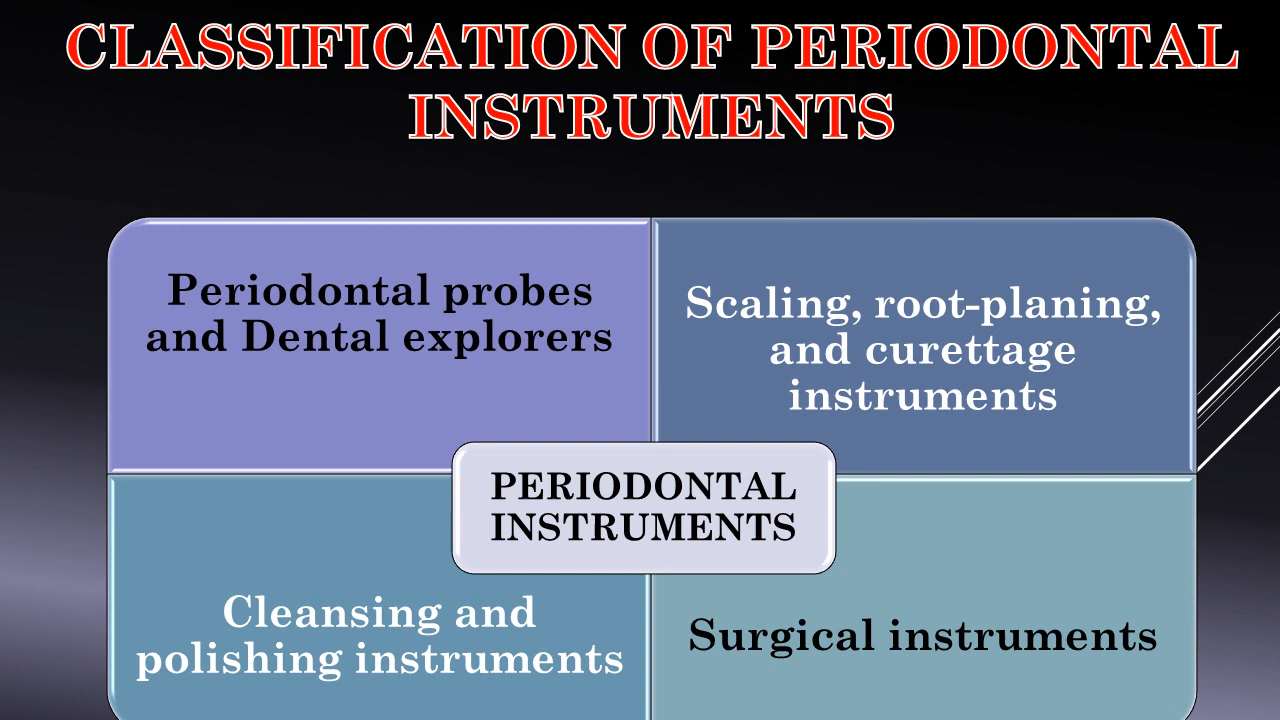 CLASSIFICATION OF PERIODONTAL
INSTRUMENTS
Periodontal probes
and Dental explorers
Scaling, root-planing,
and curettage
instruments
PERIODONTAL
INSTRUMENTS
Cleansing and
polishing instruments
Surgical instruments